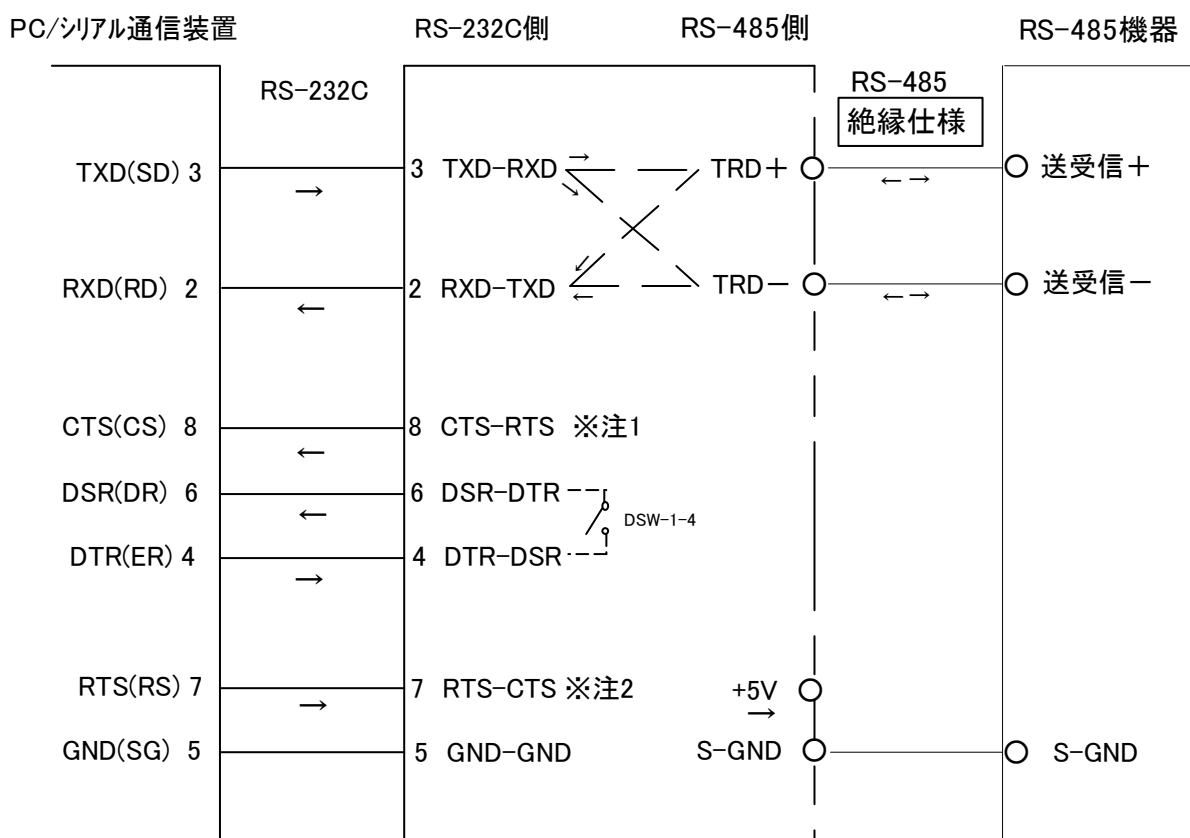 PC/シリアル通信装置 RS-232C側 RS-485側 RS-485機器
RS-232C RS-485
絶縁仕様
TXD(SD) 3 3 TXD-RXD → TRD+ 送受信+
→ → ←→
RXD(RD) 2 2 RXD-TXD ← TRD- 送受信-
← ← ←→
CTS(CS) 8 8 CTS-RTS ※注1
←
DSR(DR) 6 6 DSR-DTR
← DSW-1-4
DTR(ER) 4 4 DTR-DSR
→
RTS(RS) 7 7 RTS-CTS ※注2 +5V
→ →
GND(SG) 5 5 GND-GND S-GND S-GND